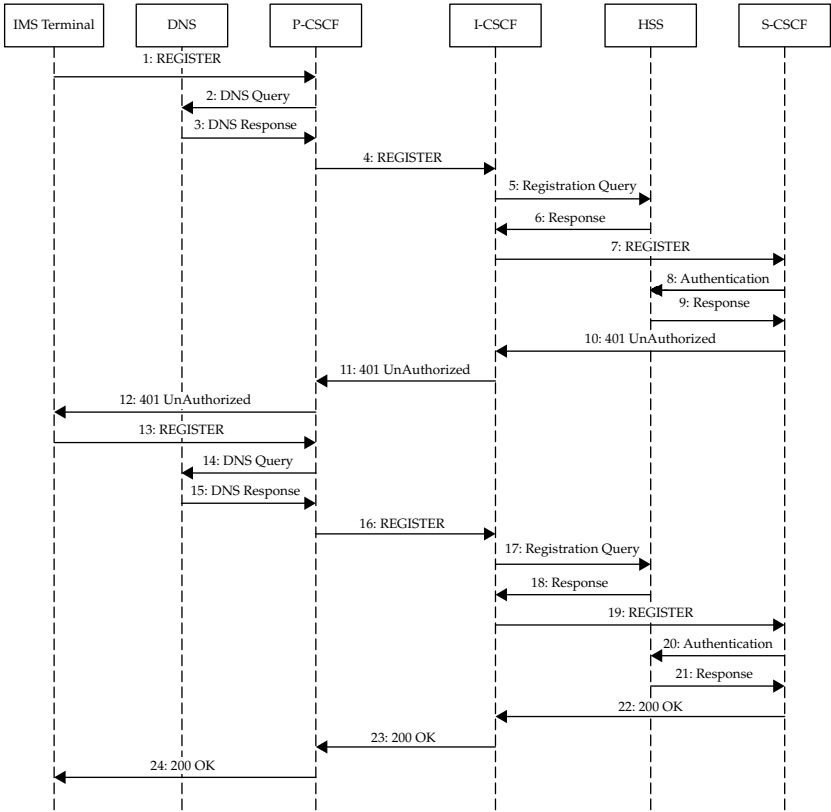 IMS Terminal
DNS
P-CSCF
I-CSCF
HSS
S-CSCF
1: REGISTER
2: DNS Query
3: DNS Response
4: REGISTER
5: Registration Query
6: Response
7: REGISTER
8: Authentication
9: Response
10: 401 UnAuthorized
11: 401 UnAuthorized
12: 401 UnAuthorized
13: REGISTER
14: DNS Query
15: DNS Response
16: REGISTER
17: Registration Query
18: Response
19: REGISTER
20: Authentication
21: Response
22: 200 OK
23: 200 OK
24: 200 OK